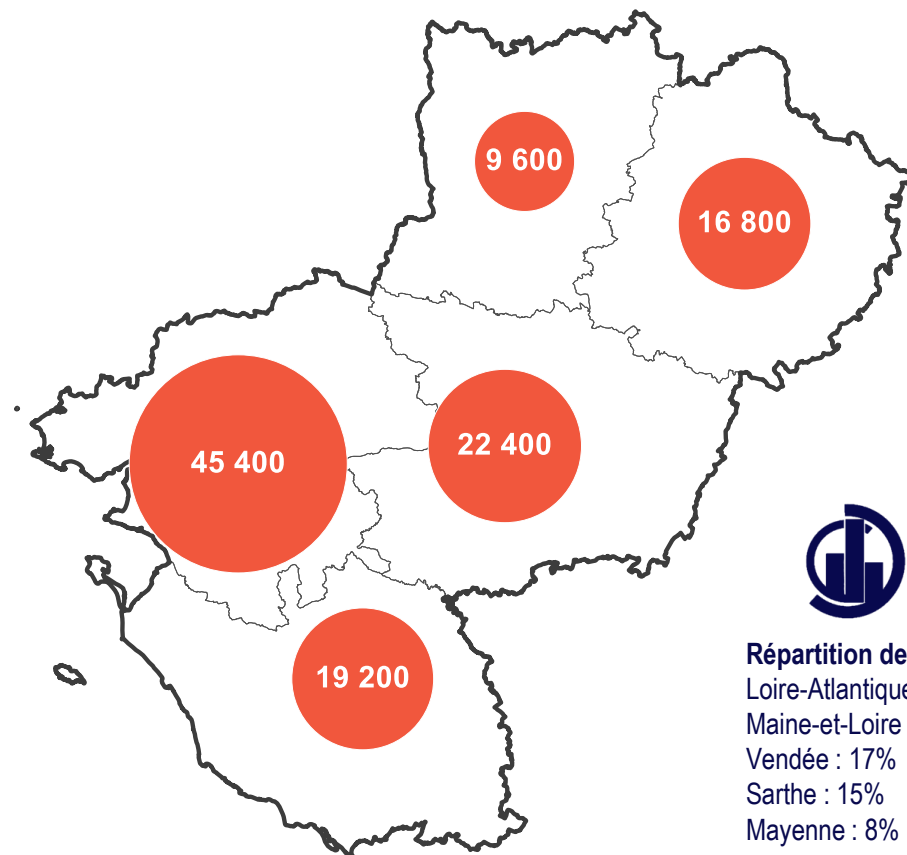 9 600
16 800
45 400
22 400
19 200
Répartition de
Loire-Atlantique
Maine-et-Loire
Vendée : 17%
Sarthe : 15%
Mayenne : 8%